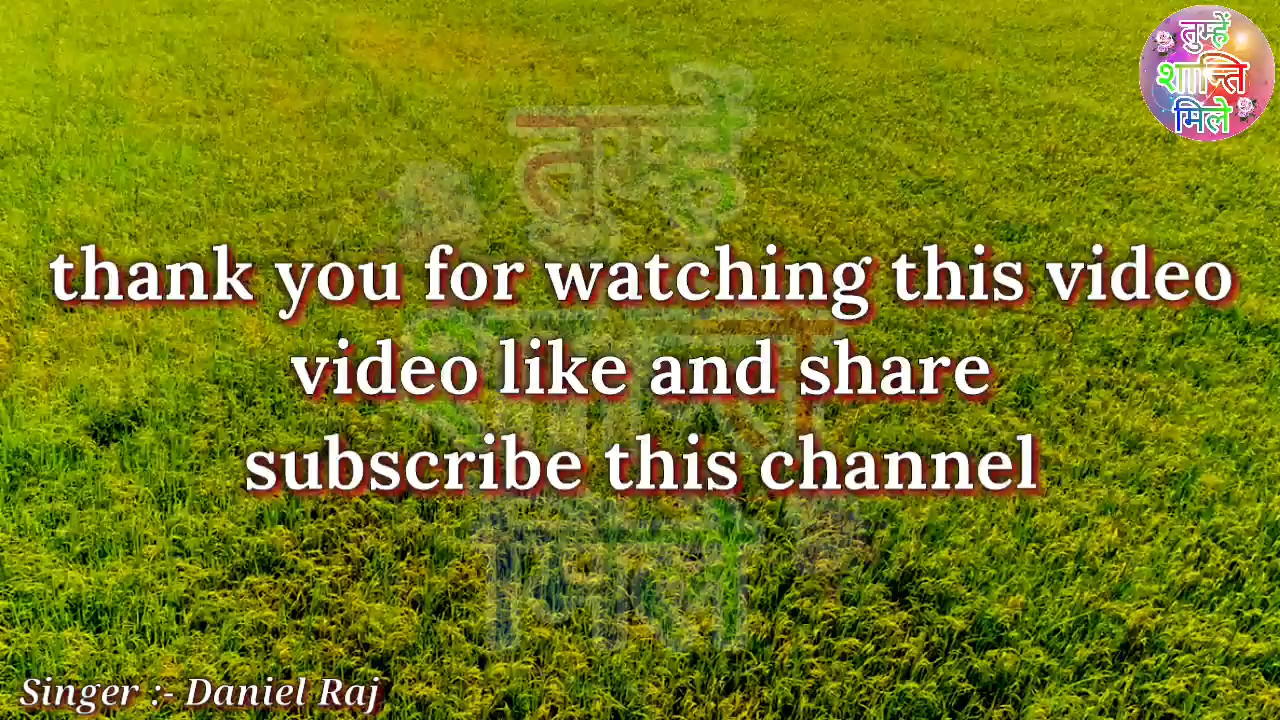 तुम्हें
शान्ति
मिले
तुम्हें
thank you for watching this video
शान्ति
video like and share
subscribe this channel
मिले
Singer :- Daniel Raj